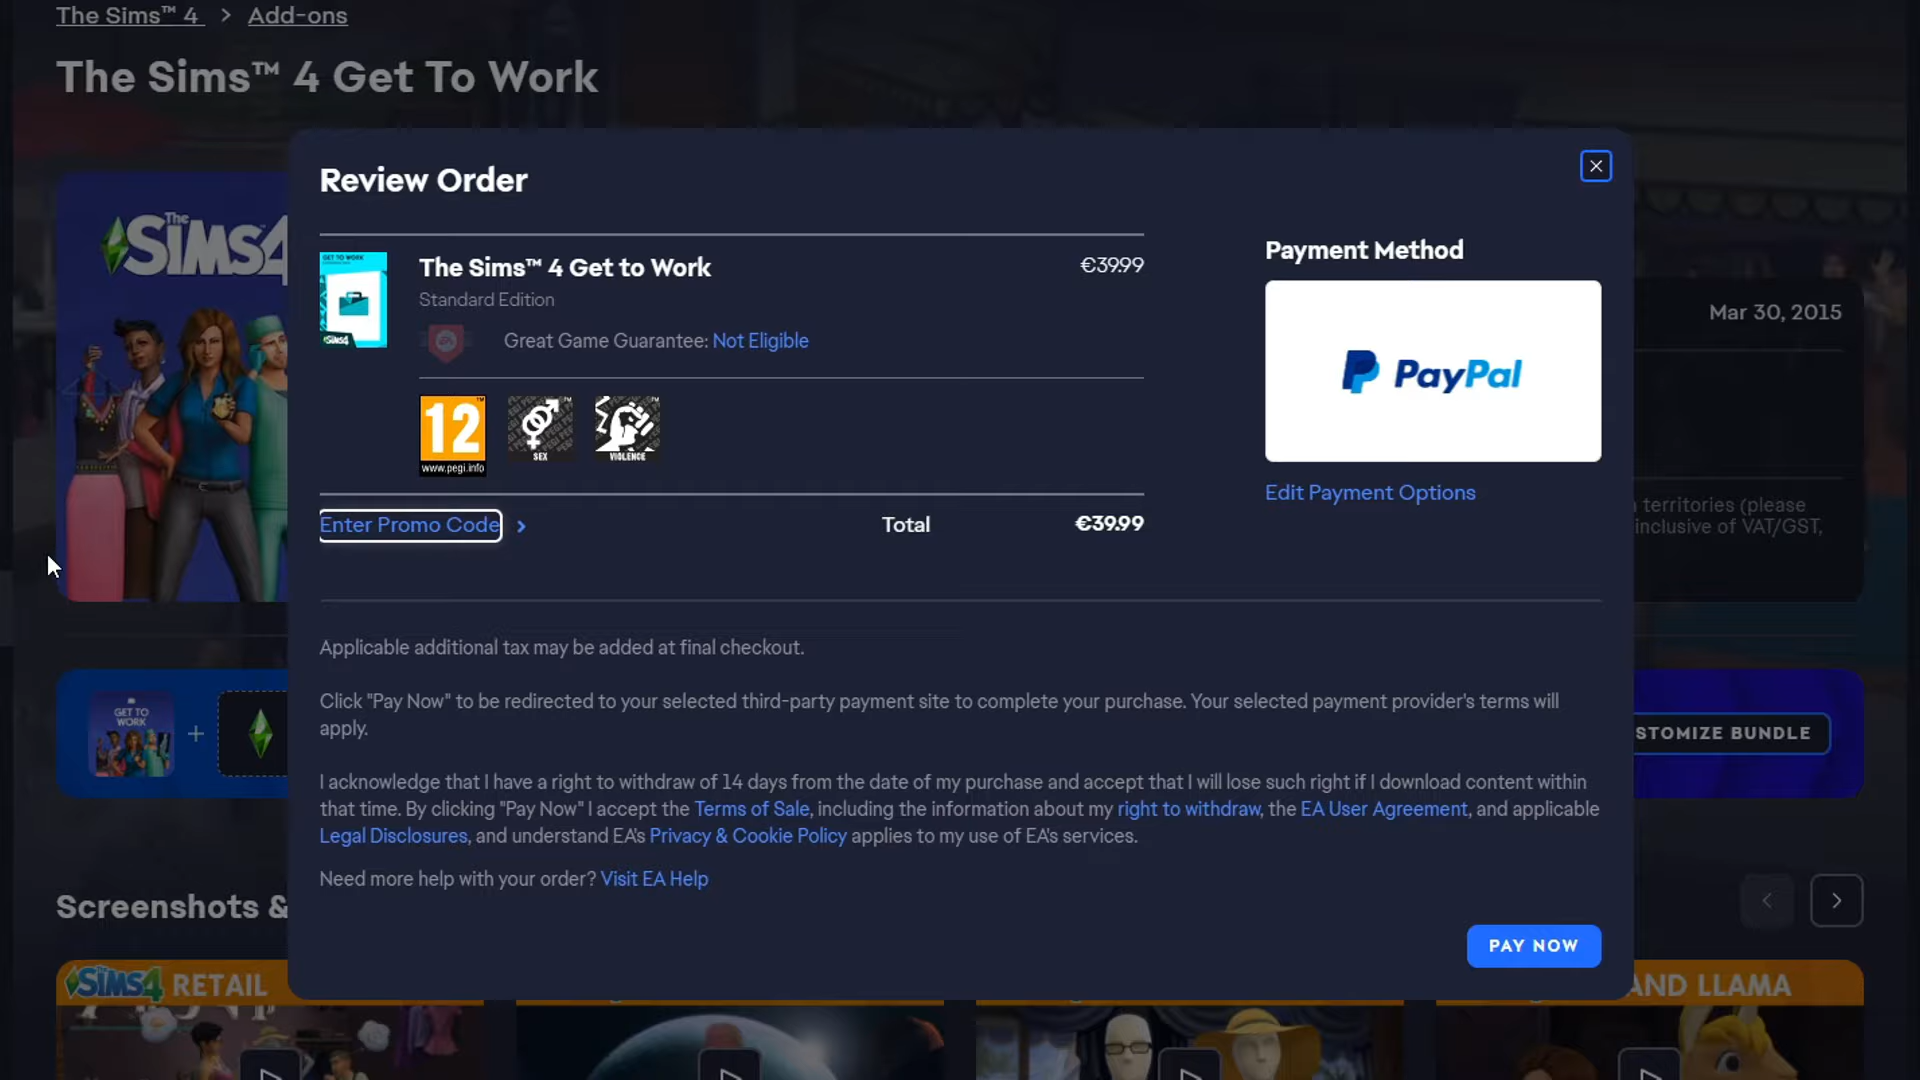 The Sims™ 4 > Add-ons
The Sims™ 4 Get To Work
The SIMS 4
Review Order
GET TO WORK
SIMS4
The Sims™ 4 Get to Work
€39.99
Standard Edition
EA
Great Game Guarantee: Not Eligible
12
www.pegi.info
SEX
VIOLENCE
Enter Promo Code >
Total
€39.99
Payment Method
PayPal
Edit Payment Options
Mar 30, 2015
territories (please
inclusive of VAT/GST,
Applicable additional tax may be added at final checkout.
Click "Pay Now" to be redirected to your selected third-party payment site to complete your purchase. Your selected payment provider's terms will
apply.
I acknowledge that I have a right to withdraw of 14 days from the date of my purchase and accept that I will lose such right if I download content within
that time. By clicking "Pay Now" I accept the Terms of Sale, including the information about my right to withdraw, the EA User Agreement, and applicable
Legal Disclosures, and understand EA's Privacy & Cookie Policy applies to my use of EA's services.
Need more help with your order? Visit EA Help
PAY NOW
GET TO
WORK
+
STOMIZE BUNDLE
Screenshots &
SIMS4 RETAIL
AND LLAMA